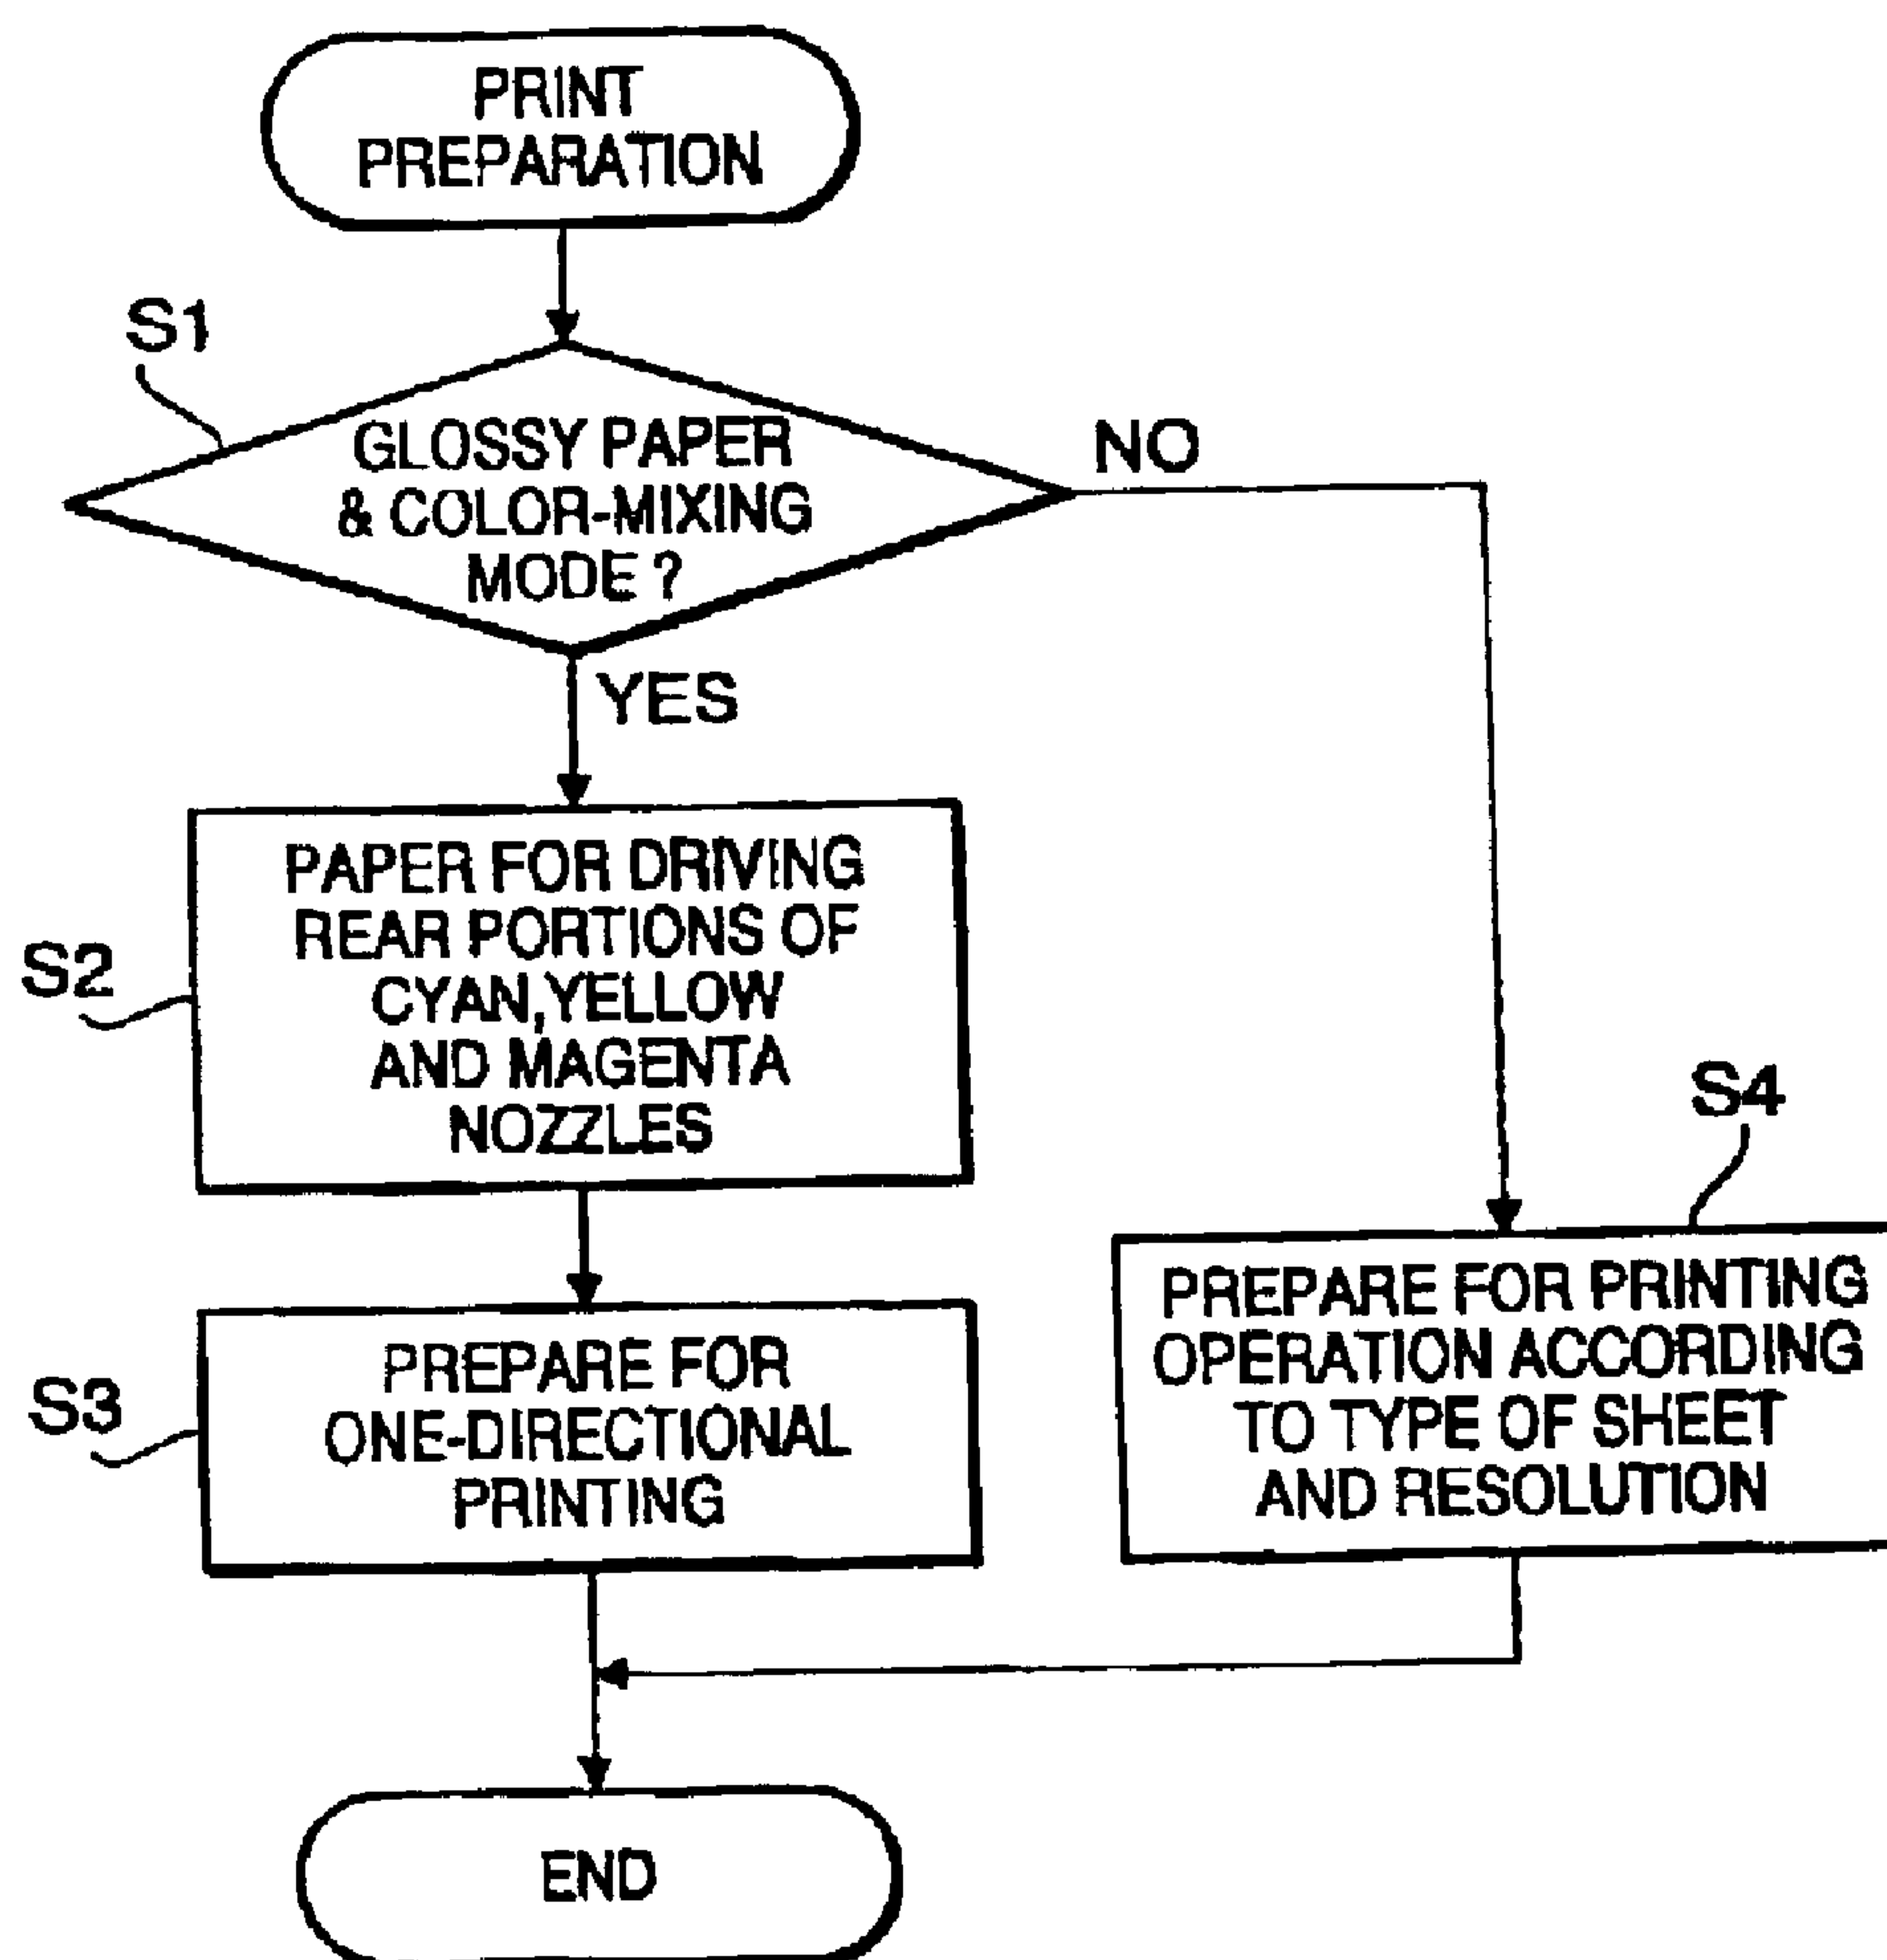 PRINT
PREPARATION
S1
GLOSSY PAPER
& COLOR-MIXING
MODE ?
NO
YES
S2
PAPER FOR DRIVING
REAR PORTIONS OF
CYAN,YELLOW
AND MAGENTA
NOZZLES
S3
PREPARE FOR
ONE-DIRECTIONAL
PRINTING
S4
PREPARE FOR PRINTING
OPERATION ACCORDING
TO TYPE OF SHEET
AND RESOLUTION
END